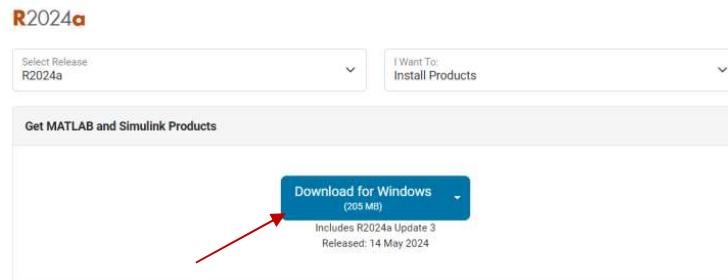 R2024a
Select Release
R2024a
I Want To:
Install Products
Get MATLAB and Simulink Products
Download for Windows
(205 MB)
Includes R2024a Update 3
Released: 14 May 2024